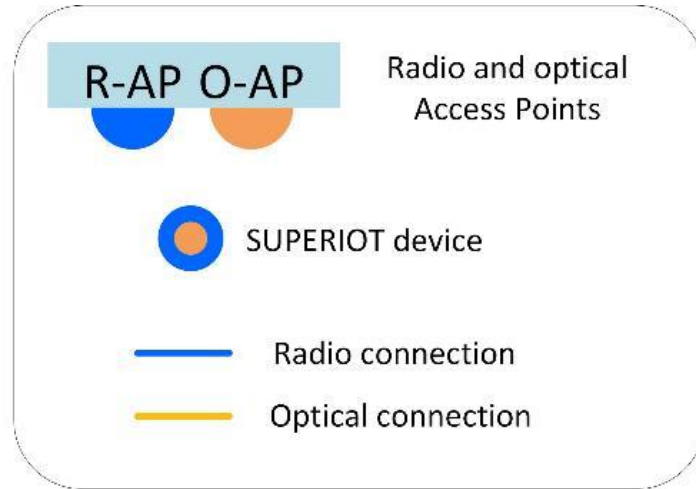 R-AP O-AP
Radio and optical
Access Points
SUPERIOT device
Radio connection
Optical connection